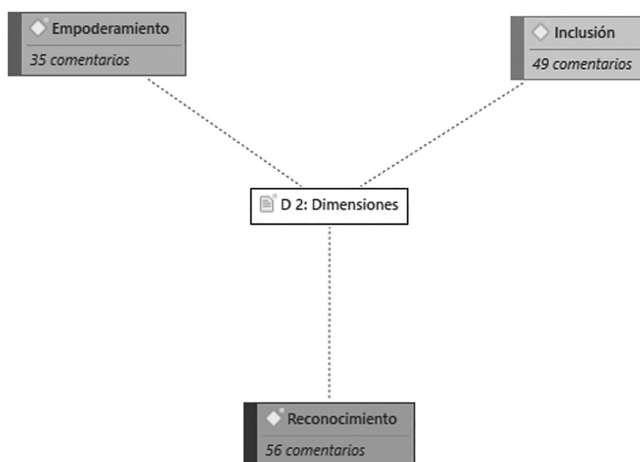 Empoderamiento
35 comentarios
Inclusión
49 comentarios
D 2: Dimensiones
Reconocimiento
56 comentarios